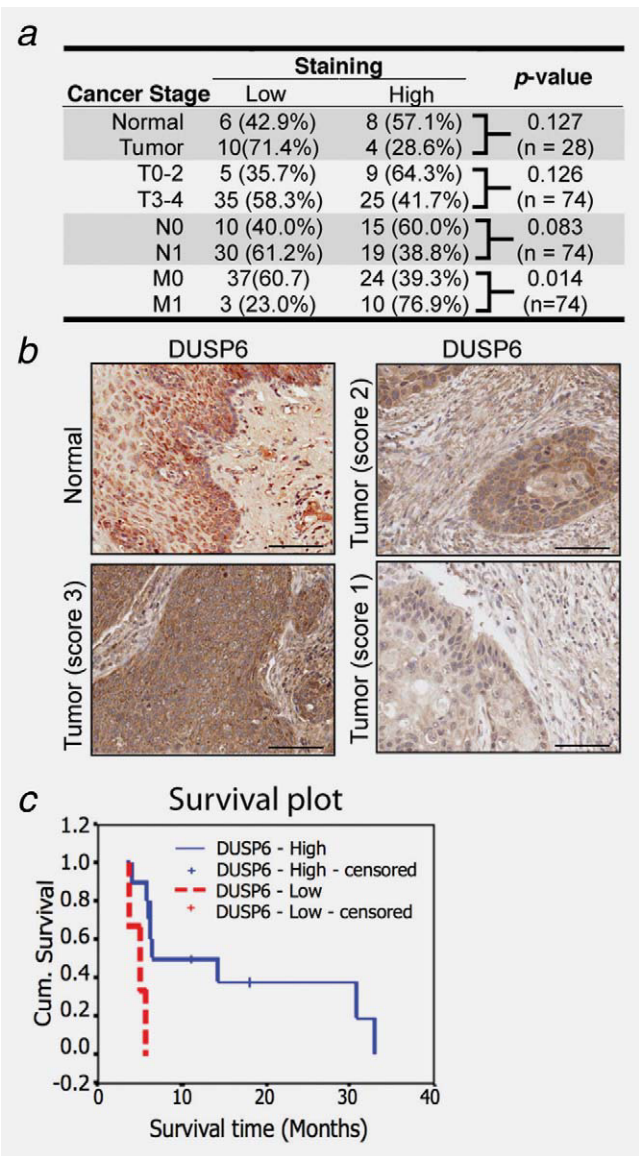 a
Staining
p-value
Cancer Stage Low High
Normal 6 (42.9%) 8 (57.1%) 0.127
Tumor 10(71.4%) 4 (28.6%) (n = 28)
T0-2 5 (35.7%) 9 (64.3%) 0.126
T3-4 35 (58.3%) 25 (41.7%) (n = 74)
N0 10 (40.0%) 15 (60.0%) 0.083
N1 30 (61.2%) 19 (38.8%) (n = 74)
M0 37(60.7) 24 (39.3%) 0.014
M1 3 (23.0%) 10 (76.9%) (n=74)
b
DUSP6 DUSP6
Normal
Tumor (score 2)
Tumor (score 3)
Tumor (score 1)
c
Survival plot
DUSP6 - High
DUSP6 - High - censored
DUSP6 - Low
DUSP6 - Low - censored
Cum. Survival
1.2
1.0
0.8
0.6
0.4
0.2
0.0
-0.2
0 10 20 30 40
Survival time (Months)